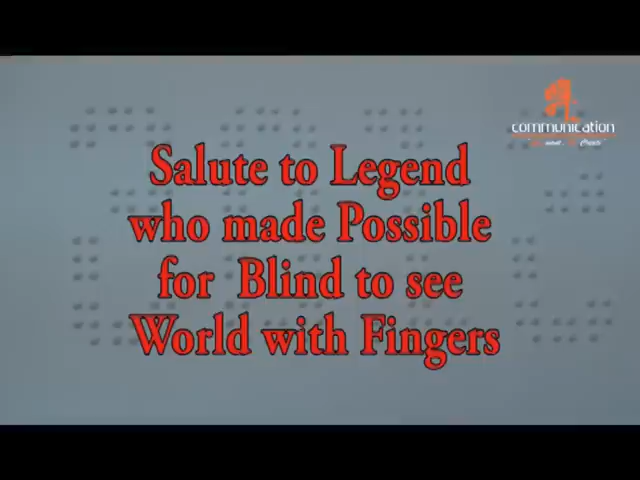 communication
Salute to Legend
who made Possible
for Blind to see
World with Fingers